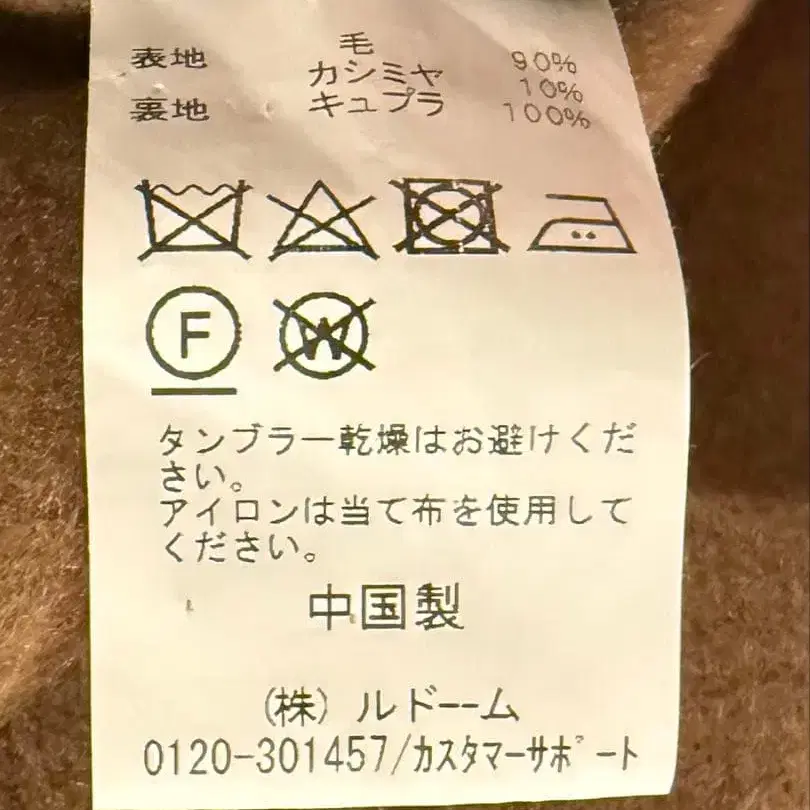 表地 毛 90%
カシミヤ 10%
裏地 キュプラ 100%
F W
タンブラー乾燥はお避けくだ
さい。
アイロンは当て布を使用して
ください。
中国製
(株) ルドーム
0120-301457/カスタマーサポート